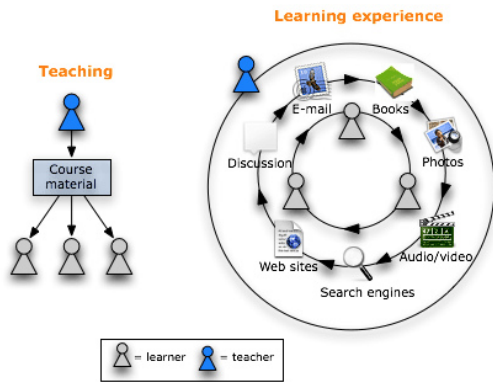 Learning experience
Teaching
E-mail
Books
Course
material
Discussion
Photos
Web sites
Audio/video
Search engines
= learner
= teacher